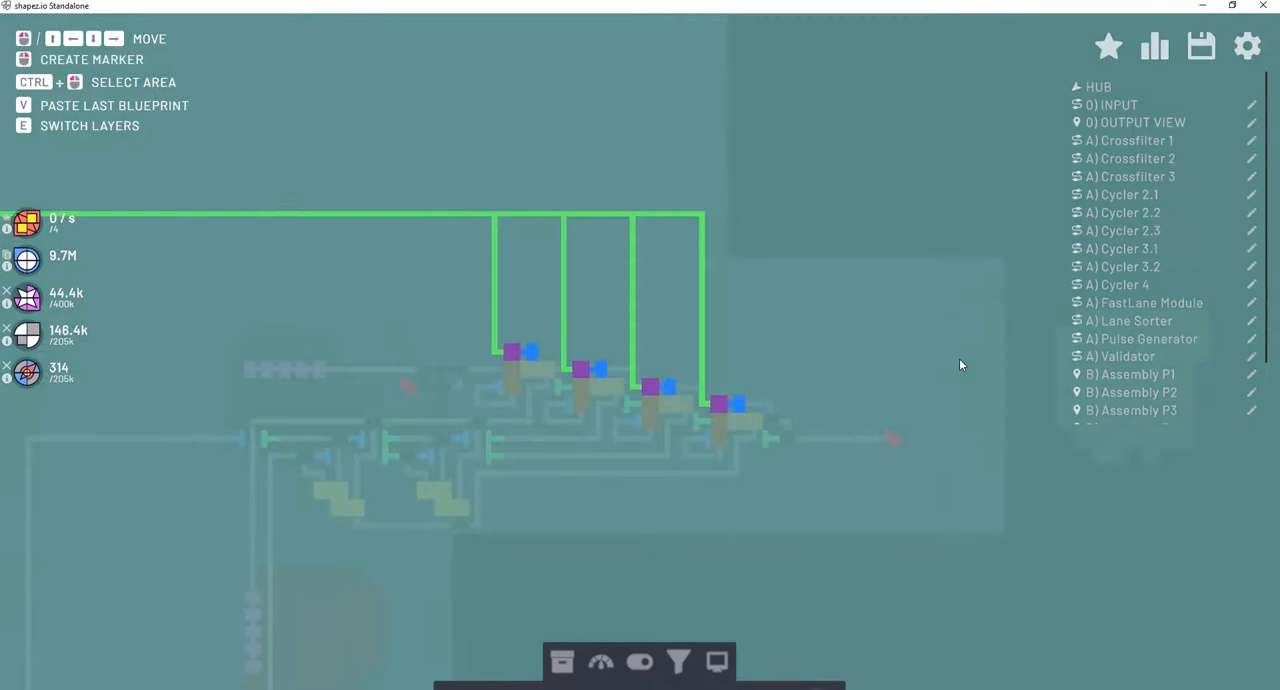 shapez.io Standalone
/ MOVE
CREATE MARKER
CTRL + SELECT AREA
V PASTE LAST BLUEPRINT
E SWITCH LAYERS
0 / s
/4
9.7M
44.4k
/400k
146.4k
/205k
314
/205k
HUB
0) INPUT
0) OUTPUT VIEW
A) Crossfilter 1
A) Crossfilter 2
A) Crossfilter 3
A) Cycler 2.1
A) Cycler 2.2
A) Cycler 2.3
A) Cycler 3.1
A) Cycler 3.2
A) Cycler 4
A) FastLane Module
A) Lane Sorter
A) Pulse Generator
A) Validator
B) Assembly P1
B) Assembly P2
B) Assembly P3